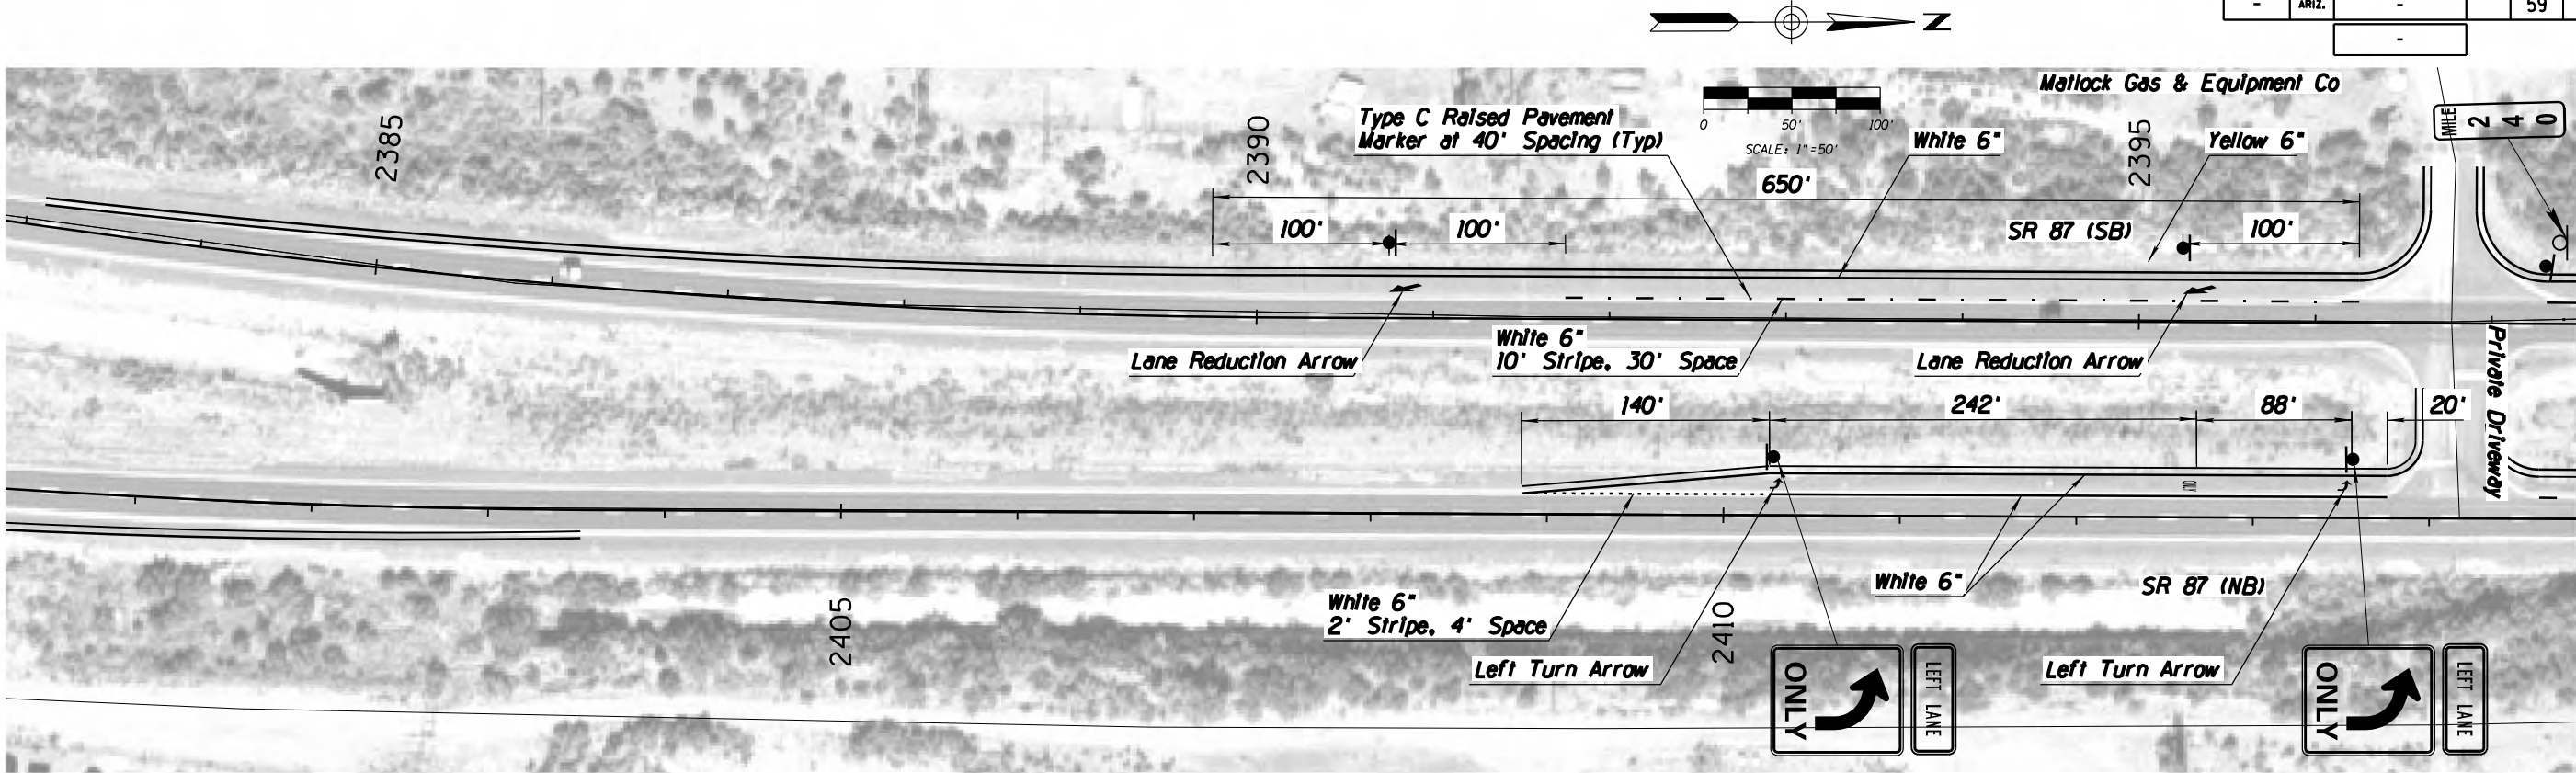 - ARIZ. - 59
-
N
Matlock Gas & Equipment Co
MILE 240
2385
2390
2395
Type C Raised Pavement
Marker at 40' Spacing (Typ)
0 50' 100'
SCALE: 1"=50'
White 6"
Yellow 6"
650'
100'
100'
SR 87 (SB)
100'
Lane Reduction Arrow
White 6"
10' Stripe, 30' Space
Lane Reduction Arrow
Private Driveway
140'
242'
88'
20'
ONLY
White 6"
SR 87 (NB)
White 6"
2' Stripe, 4' Space
2405
2410
Left Turn Arrow
ONLY
LEFT LANE
Left Turn Arrow
ONLY
LEFT LANE